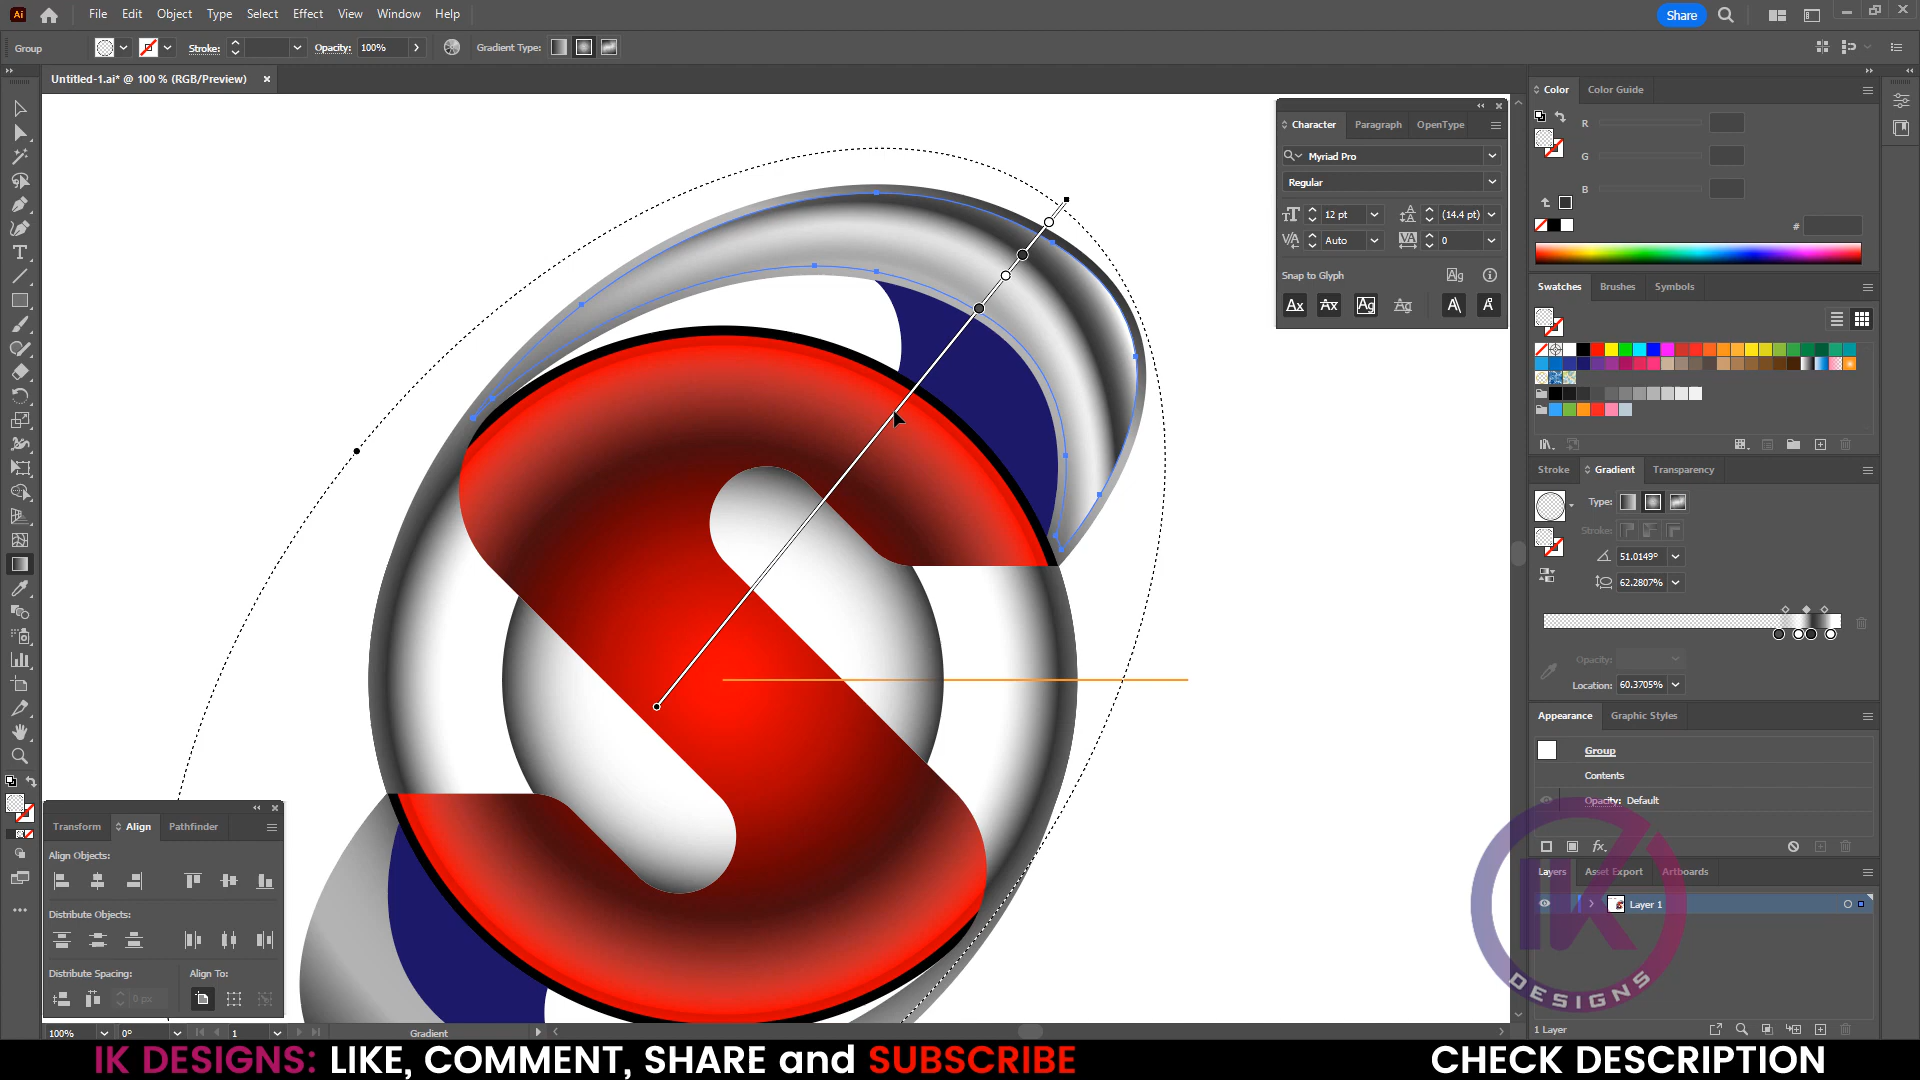 Ai File Edit Object Type Select Effect View Window Help Share
Group Stroke: Opacity: 100% Gradient Type:
Untitled-1.ai* @ 100 % (RGB/Preview)
Character Paragraph OpenType
Myriad Pro
Regular
12 pt (14.4 pt)
Auto 0
Snap to Glyph
Color Color Guide
R
G
B
#
Swatches Brushes Symbols
Stroke Gradient Transparency
Type:
Stroke:
51.0149°
62.2807%
Opacity:
Location: 60.3705%
Appearance Graphic Styles
Group
Contents
Opacity: Default
fx
Layers Asset Export Artboards
Layer 1
1 Layer
Transform Align Pathfinder
Align Objects:
Distribute Objects:
Distribute Spacing: Align To:
0 px
100% 0° 1 Gradient
IK
DESIGNS
IK DESIGNS: LIKE, COMMENT, SHARE and SUBSCRIBE
CHECK DESCRIPTION